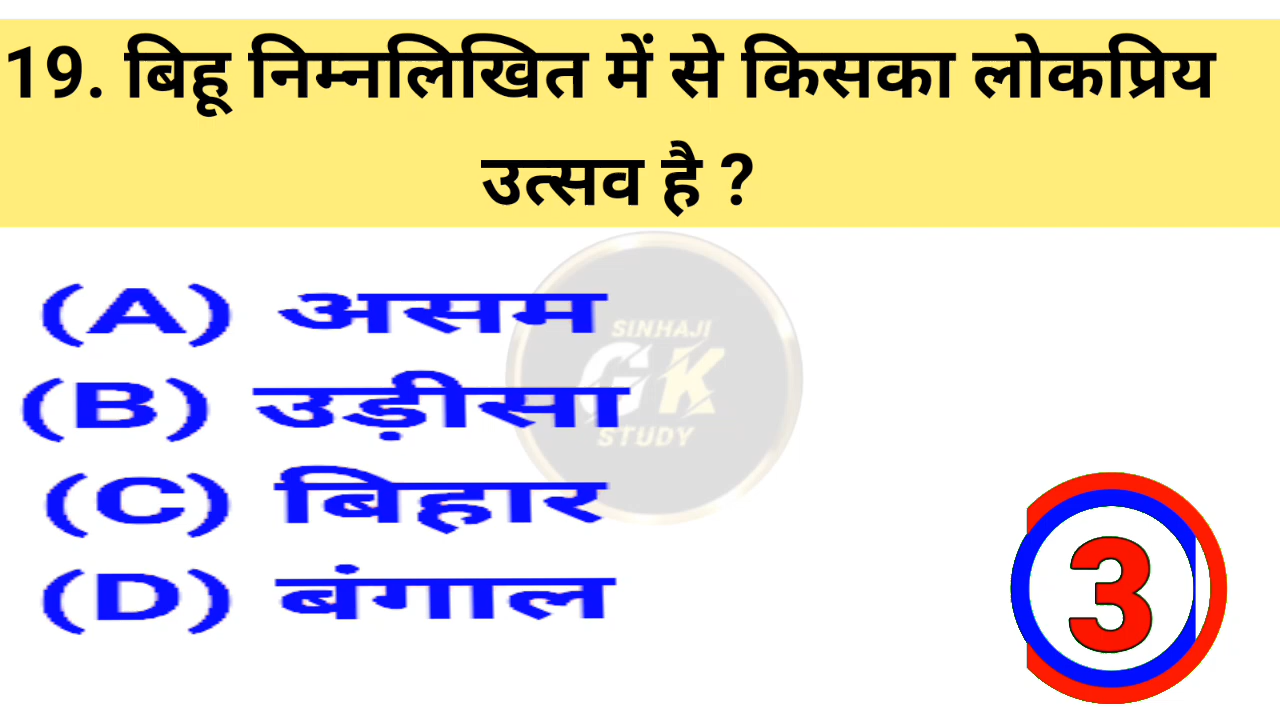 19. बिहू निम्नलिखित में से किसका लोकप्रिय
उत्सव है ?
(A) असम
(B) उड़ीसा
(C) बिहार
(D) बंगाल
SINHAJI
GK
STUDY
3